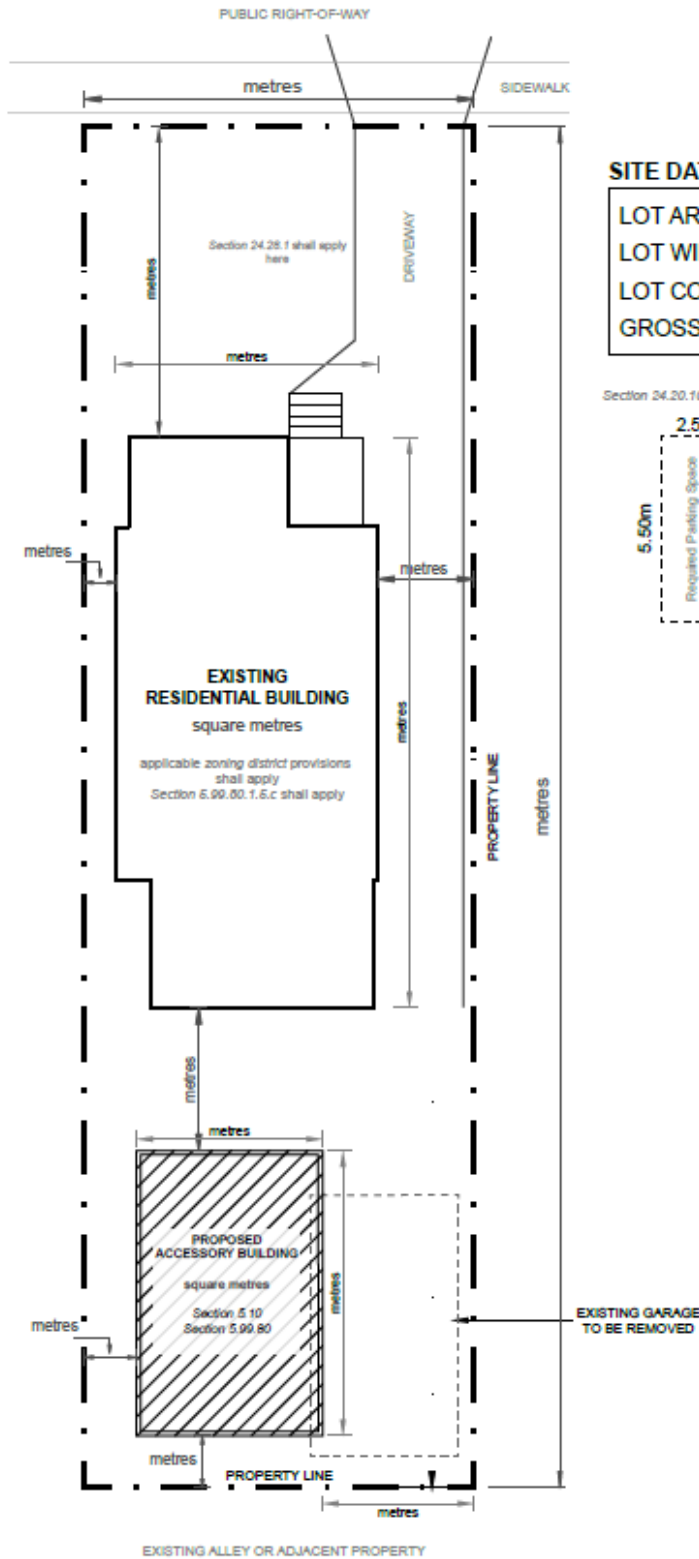 PUBLIC RIGHT-OF-WAY
metres
SIDEWALK
SITE DA
LOT AR
LOT WI
LOT CO
GROSS
Section 24.28.1 shall apply
here
DRIVEWAY
metres
metres
Section 24.20.1
2.5
5.50m
Required Parking Space
metres
metres
EXISTING
RESIDENTIAL BUILDING
square metres
applicable zoning district provisions
shall apply
Section 5.99.80.1.5.c shall apply
metres
PROPERTY LINE
metres
metres
metres
PROPOSED
ACCESSORY BUILDING
square metres
Section 5.10
Section 5.99.80
metres
metres
EXISTING GARAGE
TO BE REMOVED
metres
PROPERTY LINE
metres
EXISTING ALLEY OR ADJACENT PROPERTY